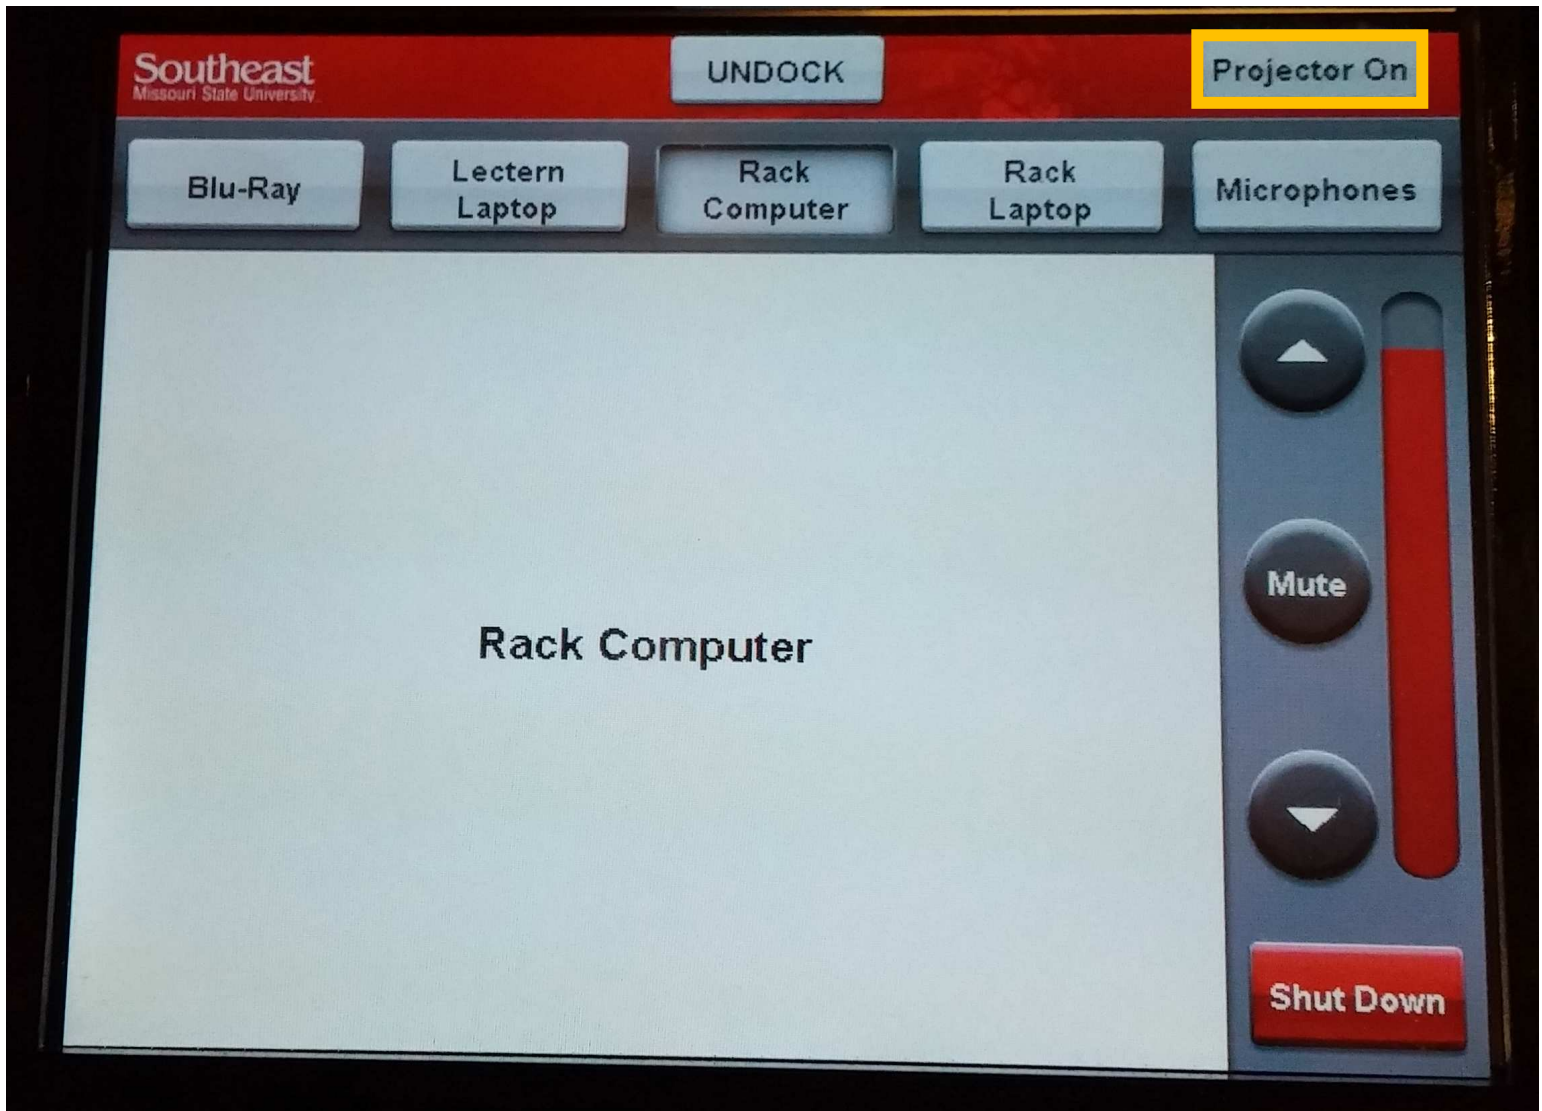 Southeast
Missouri State University
UNDOCK
Projector On
Blu-Ray
Lectern
Laptop
Rack
Computer
Rack
Laptop
Microphones
Rack Computer
Mute
Shut Down